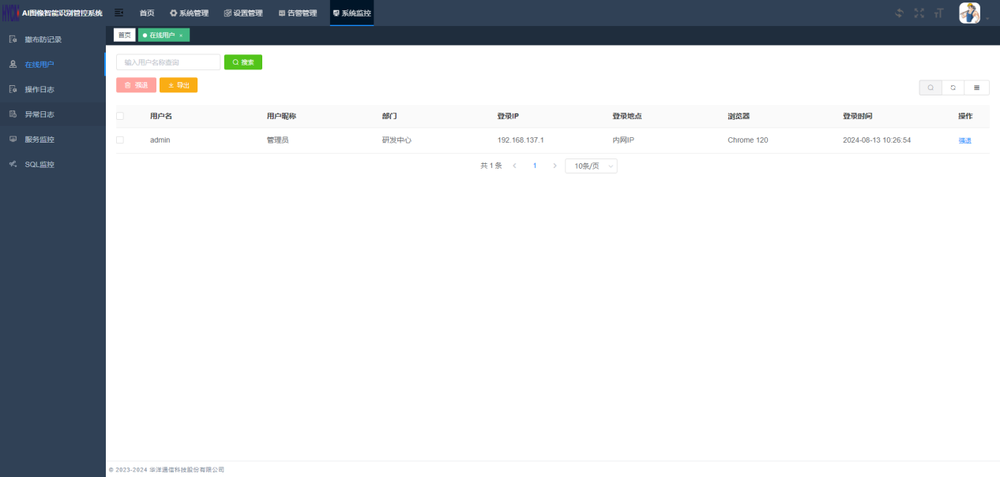 HYCK AI图像智能识别管控系统 首页 系统管理 设置管理 告警管理 系统监控
撤布防记录
在线用户
操作日志
异常日志
服务监控
SQL监控
首页 在线用户 ×
输入用户名称查询 搜索
强退 导出
用户名 用户昵称 部门 登录IP 登录地点 浏览器 登录时间 操作
admin 管理员 研发中心 192.168.137.1 内网IP Chrome 120 2024-08-13 10:26:54 强退
共 1 条 1 10条/页
© 2023-2024 华洋通信科技股份有限公司